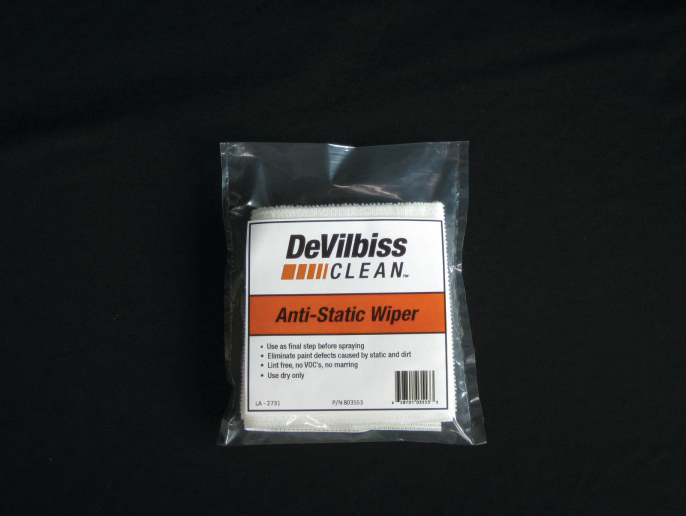 DeVilbiss
CLEAN™
Anti-Static Wiper
• Use as final step before spraying
• Eliminate paint defects caused by static and dirt
• Lint free, no VOC's, no marring
• Use dry only
LA - 2731 P/N 803553